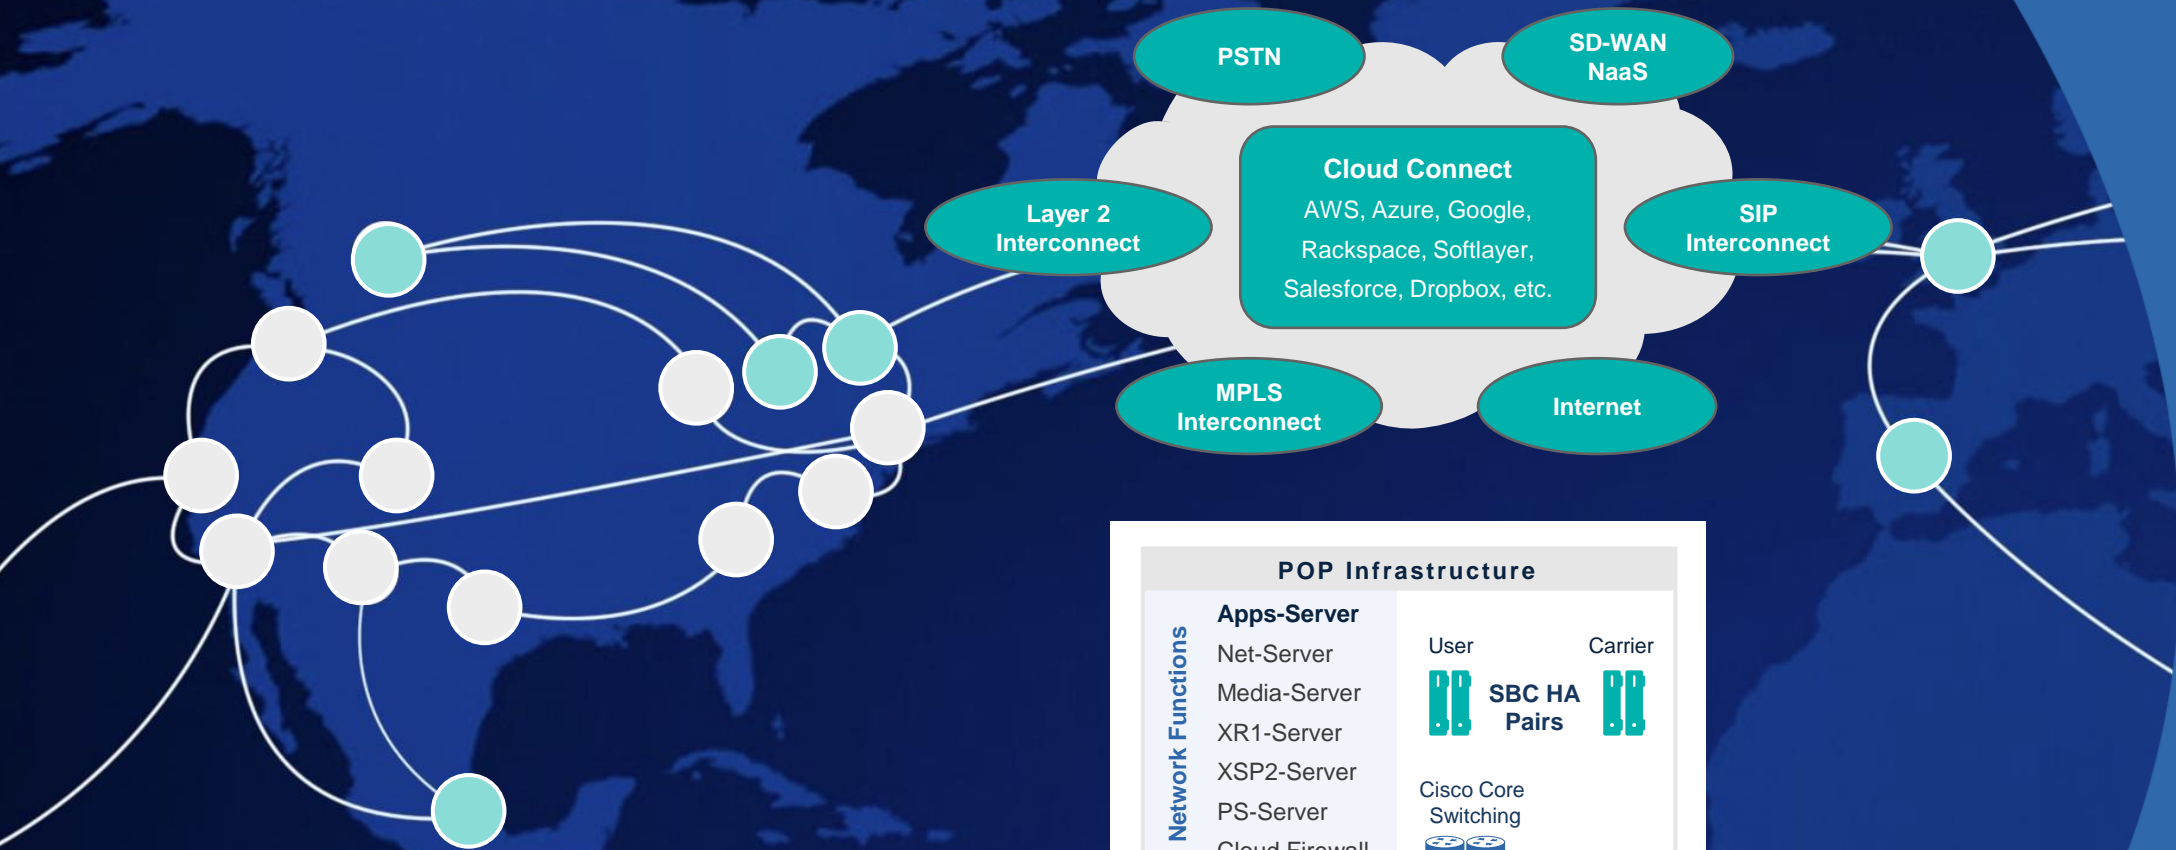 PSTN
SD-WAN
NaaS
Cloud Connect
AWS, Azure, Google,
Rackspace, Softlayer,
Salesforce, Dropbox, etc.
Layer 2
Interconnect
SIP
Interconnect
MPLS
Interconnect
Internet
POP Infrastructure
Network Functions
Apps-Server
Net-Server
Media-Server
XR1-Server
XSP2-Server
PS-Server
Cloud Firewall
User
Carrier
SBC HA
Pairs
Cisco Core
Switching